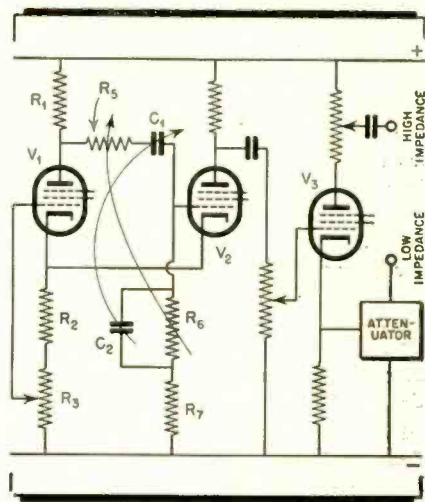 +
R₁
R₅
C₁
V₁
V₂
V₃
HIGH IMPEDANCE
LOW IMPEDANCE
R₂
C₂
R₆
ATTEN-
UATOR
R₃
R₇
−